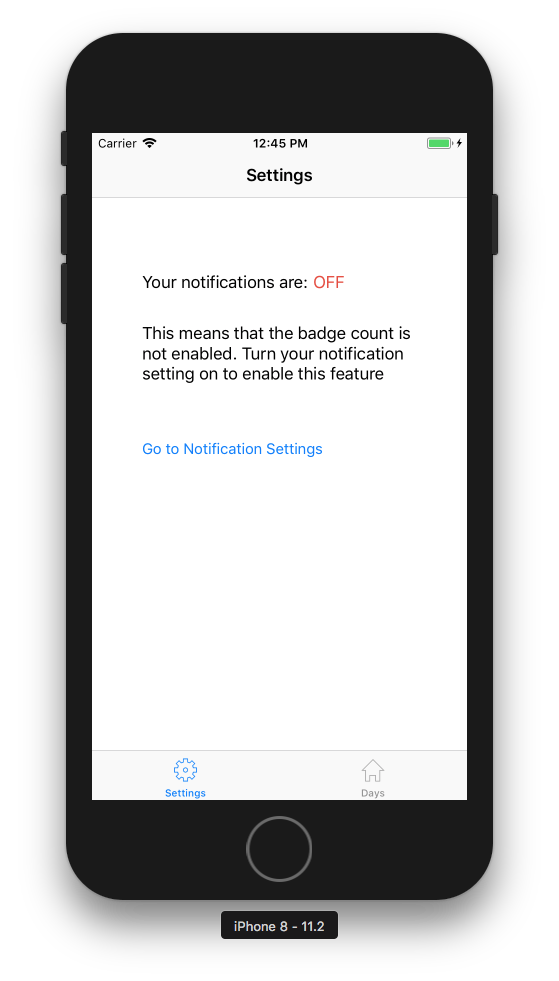 Carrier 12:45 PM
Settings
Your notifications are: OFF
This means that the badge count is
not enabled. Turn your notification
setting on to enable this feature
Go to Notification Settings
Settings Days
iPhone 8 - 11.2